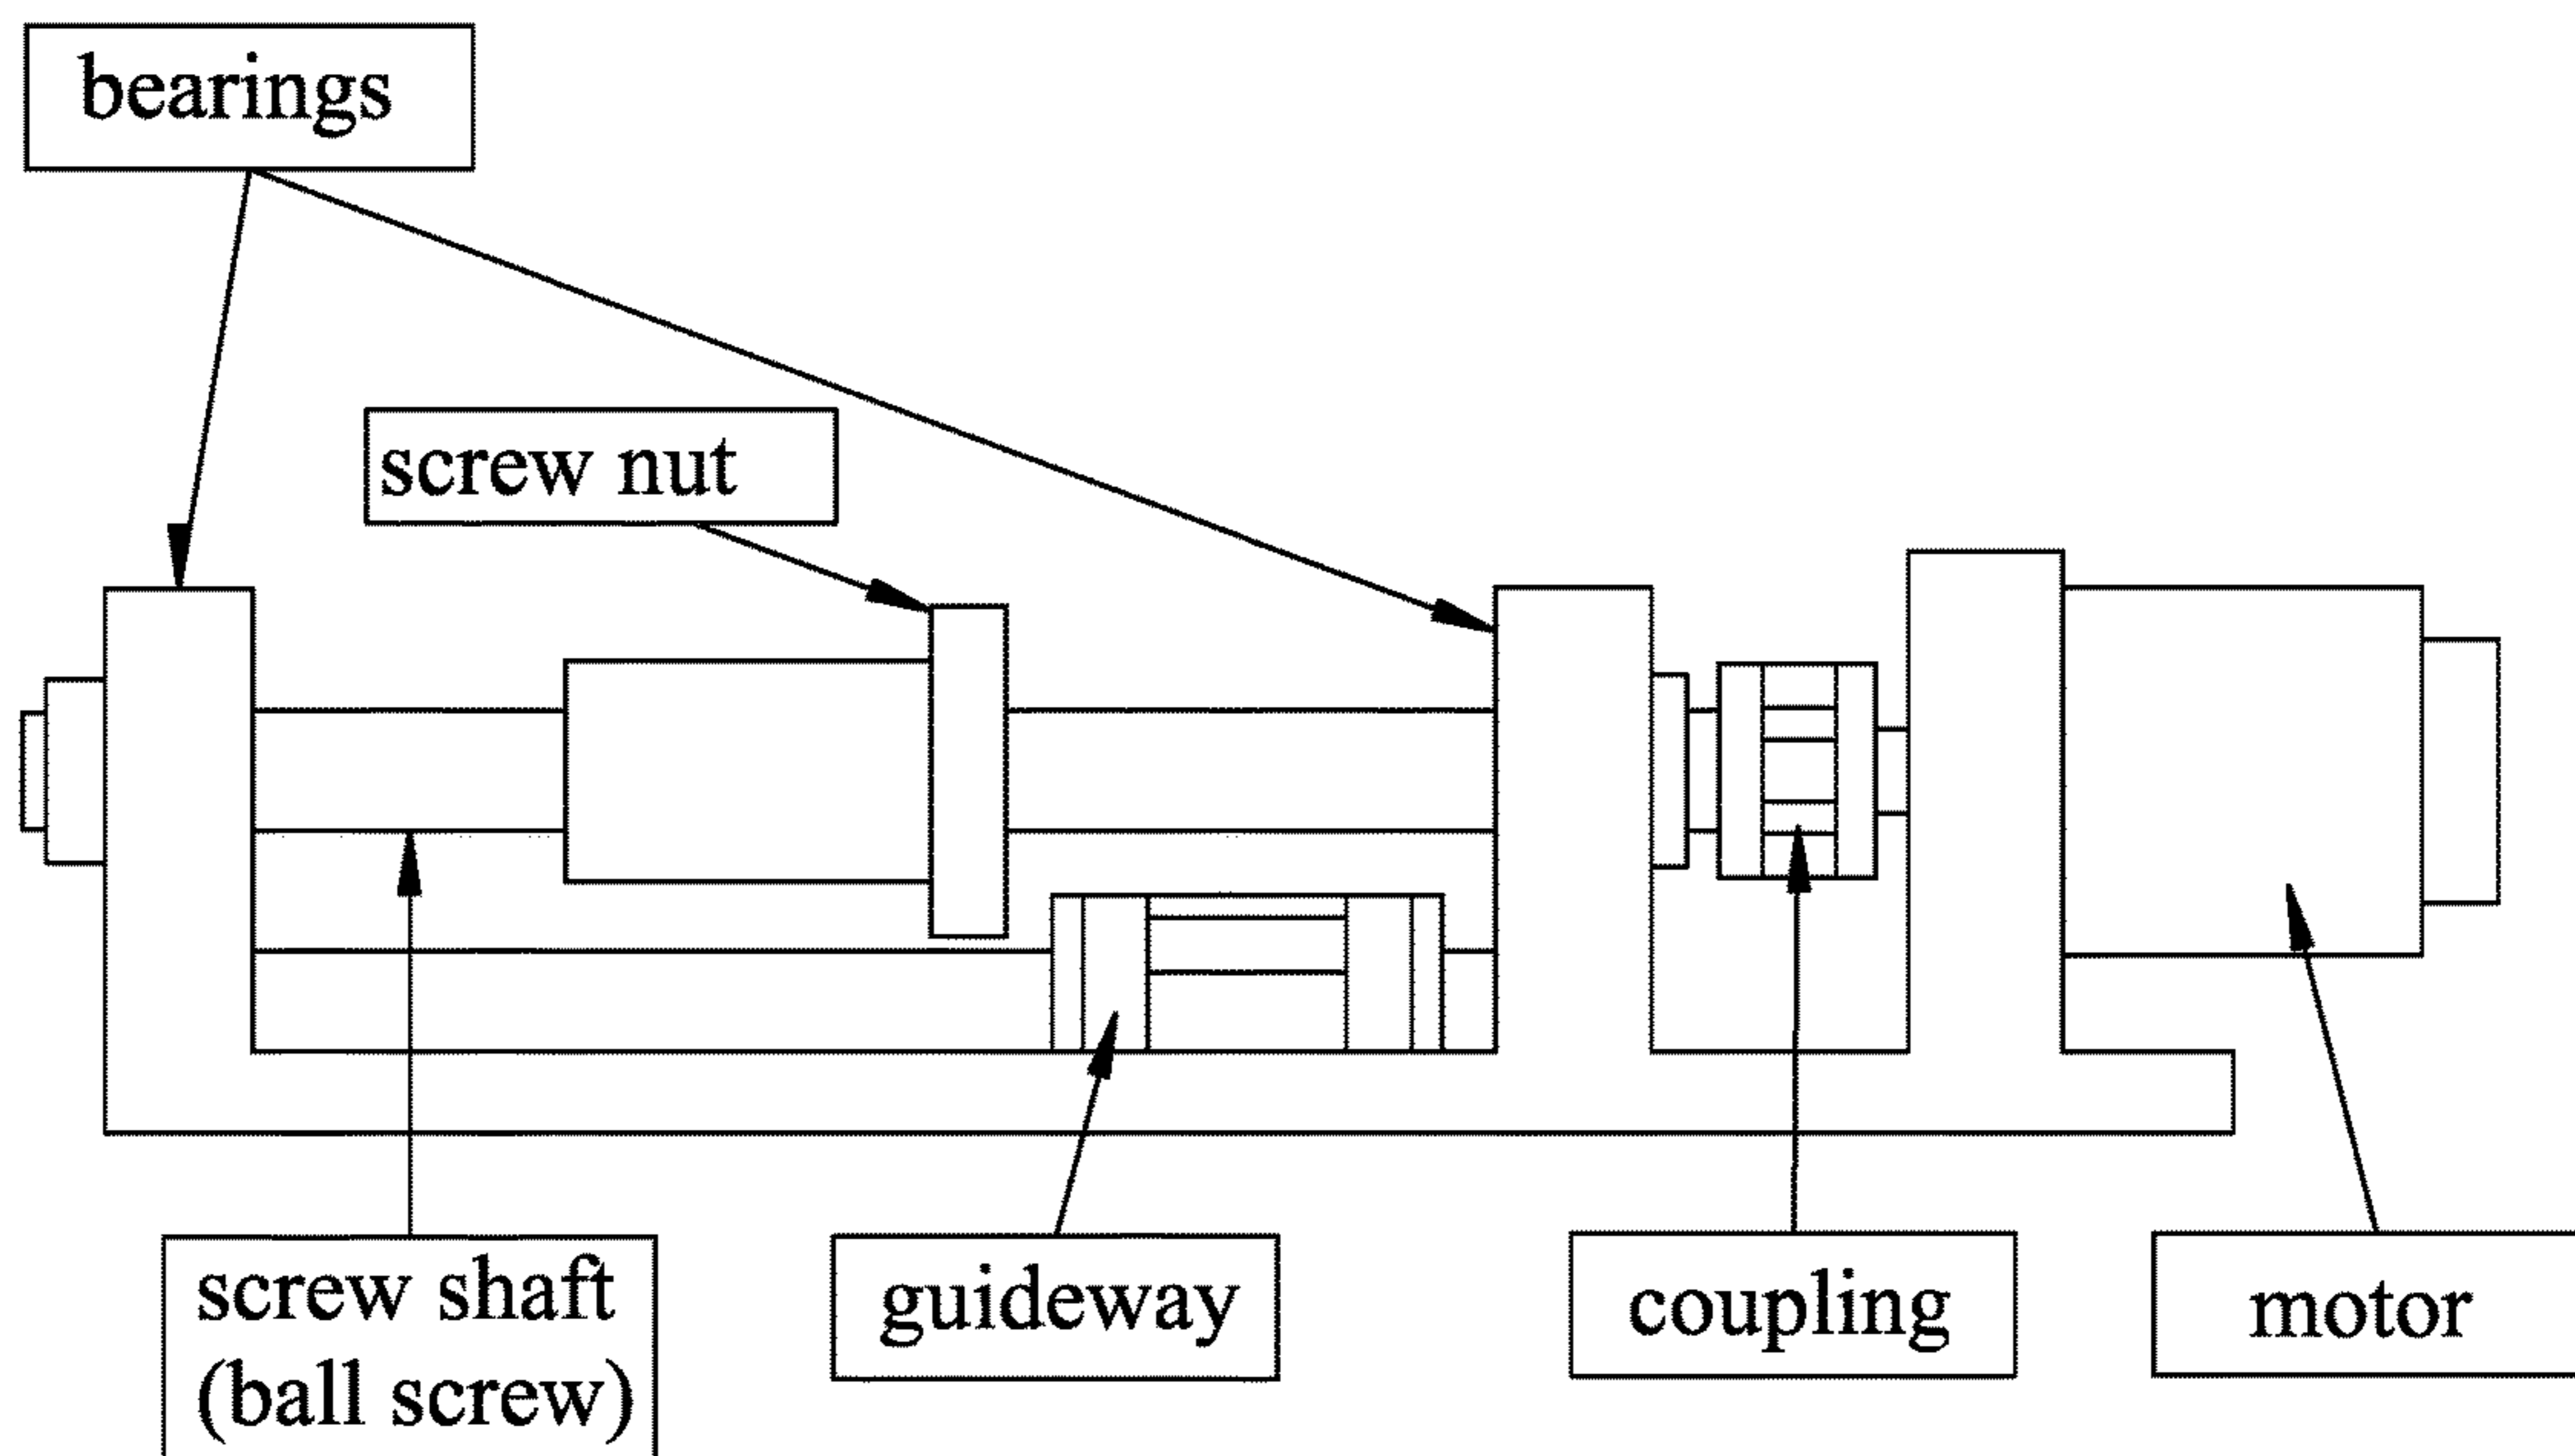 bearings
screw nut
screw shaft
(ball screw)
guideway
coupling
motor